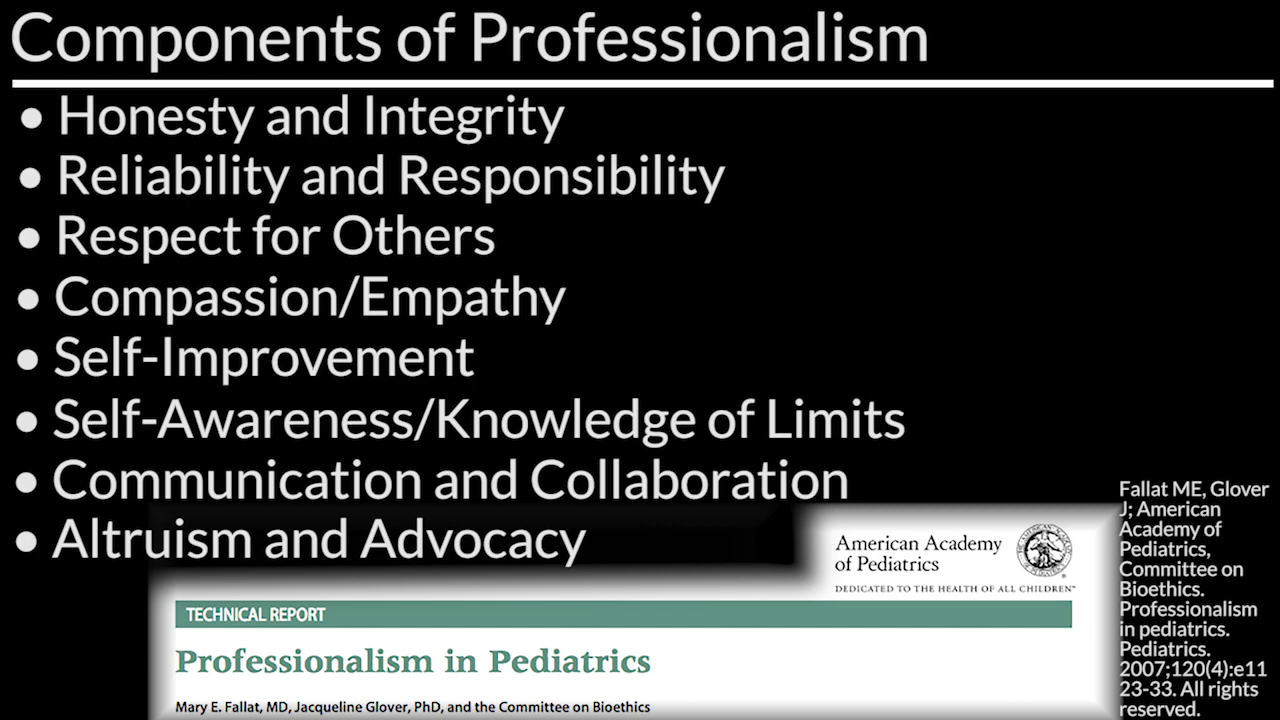 Components of Professionalism
• Honesty and Integrity
• Reliability and Responsibility
• Respect for Others
• Compassion/Empathy
• Self-Improvement
• Self-Awareness/Knowledge of Limits
• Communication and Collaboration
• Altruism and Advocacy
American Academy
of Pediatrics
DEDICATED TO THE HEALTH OF ALL CHILDREN™
TECHNICAL REPORT
Professionalism in Pediatrics
Mary E. Fallat, MD, Jacqueline Glover, PhD, and the Committee on Bioethics
Fallat ME, Glover
J; American
Academy of
Pediatrics,
Committee on
Bioethics.
Professionalism
in pediatrics.
Pediatrics.
2007;120(4):e11
23-33. All rights
reserved.